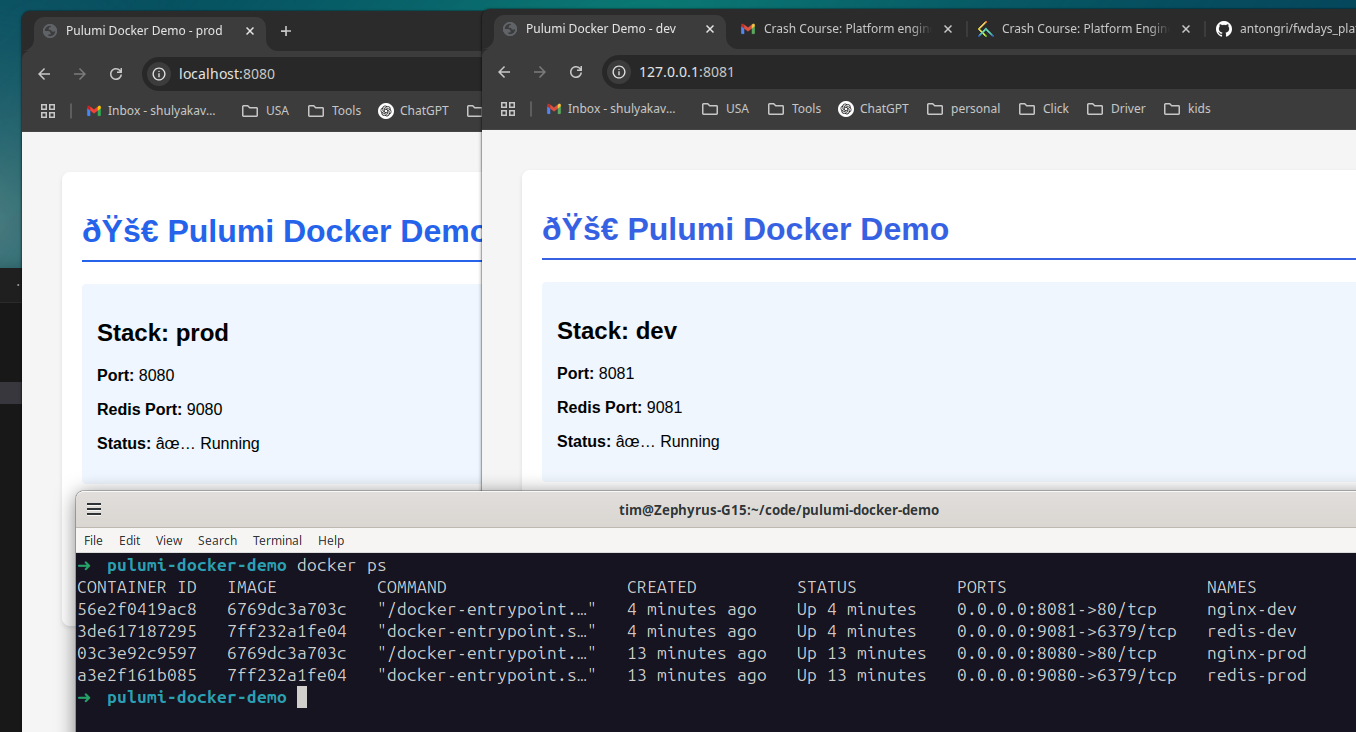 Pulumi Docker Demo - prod
localhost:8080
Inbox - shulyakav... USA Tools ChatGPT
ðŸš€ Pulumi Docker Demo
Stack: prod
Port: 8080
Redis Port: 9080
Status: âœ… Running
Pulumi Docker Demo - dev Crash Course: Platform engin Crash Course: Platform Engin antongri/fwdays_pla
127.0.0.1:8081
Inbox - shulyakav... USA Tools ChatGPT personal Click Driver kids
ðŸš€ Pulumi Docker Demo
Stack: dev
Port: 8081
Redis Port: 9081
Status: âœ… Running
tim@Zephyrus-G15:~/code/pulumi-docker-demo
File Edit View Search Terminal Help
➜ pulumi-docker-demo docker ps
CONTAINER ID IMAGE COMMAND CREATED STATUS PORTS NAMES
56e2f0419ac8 6769dc3a703c "/docker-entrypoint.…" 4 minutes ago Up 4 minutes 0.0.0.0:8081->80/tcp nginx-dev
3de617187295 7ff232a1fe04 "docker-entrypoint.s…" 4 minutes ago Up 4 minutes 0.0.0.0:9081->6379/tcp redis-dev
03c3e92c9597 6769dc3a703c "/docker-entrypoint.…" 13 minutes ago Up 13 minutes 0.0.0.0:8080->80/tcp nginx-prod
a3e2f161b085 7ff232a1fe04 "docker-entrypoint.s…" 13 minutes ago Up 13 minutes 0.0.0.0:9080->6379/tcp redis-prod
➜ pulumi-docker-demo